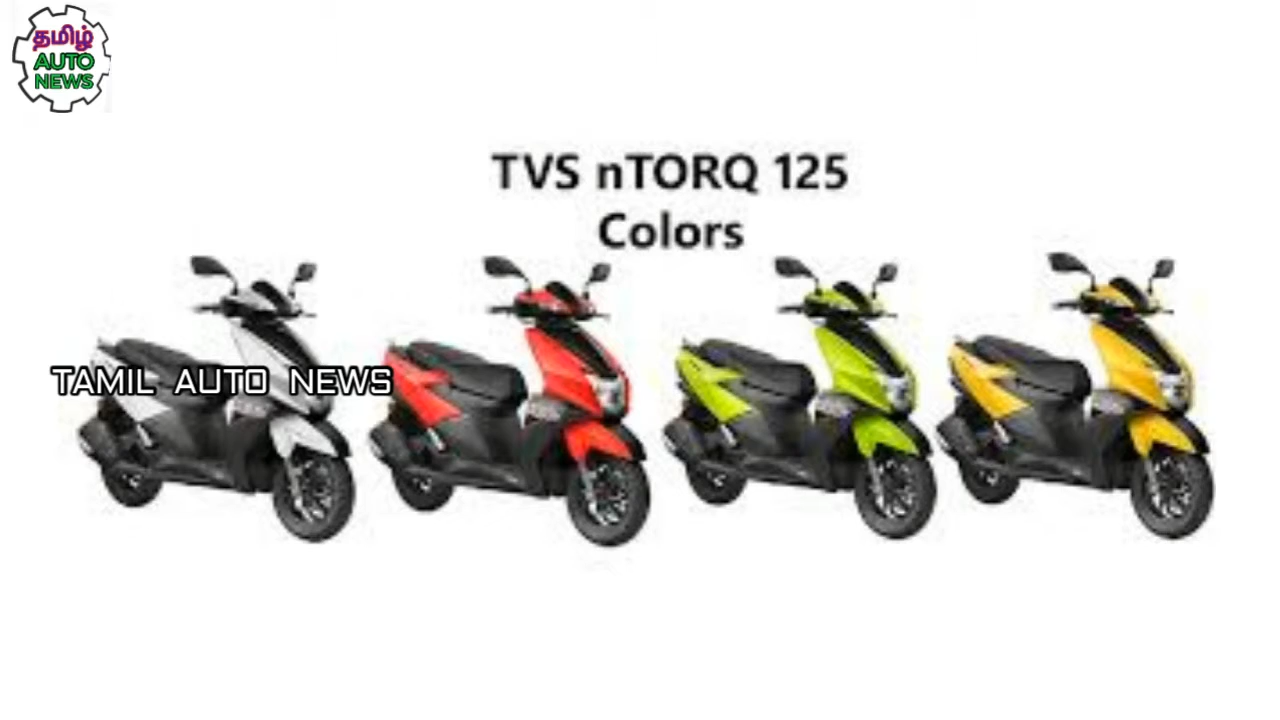 தமிழ்
AUTO
NEWS
TVS nTORQ 125
Colors
TAMIL AUTO NEWS